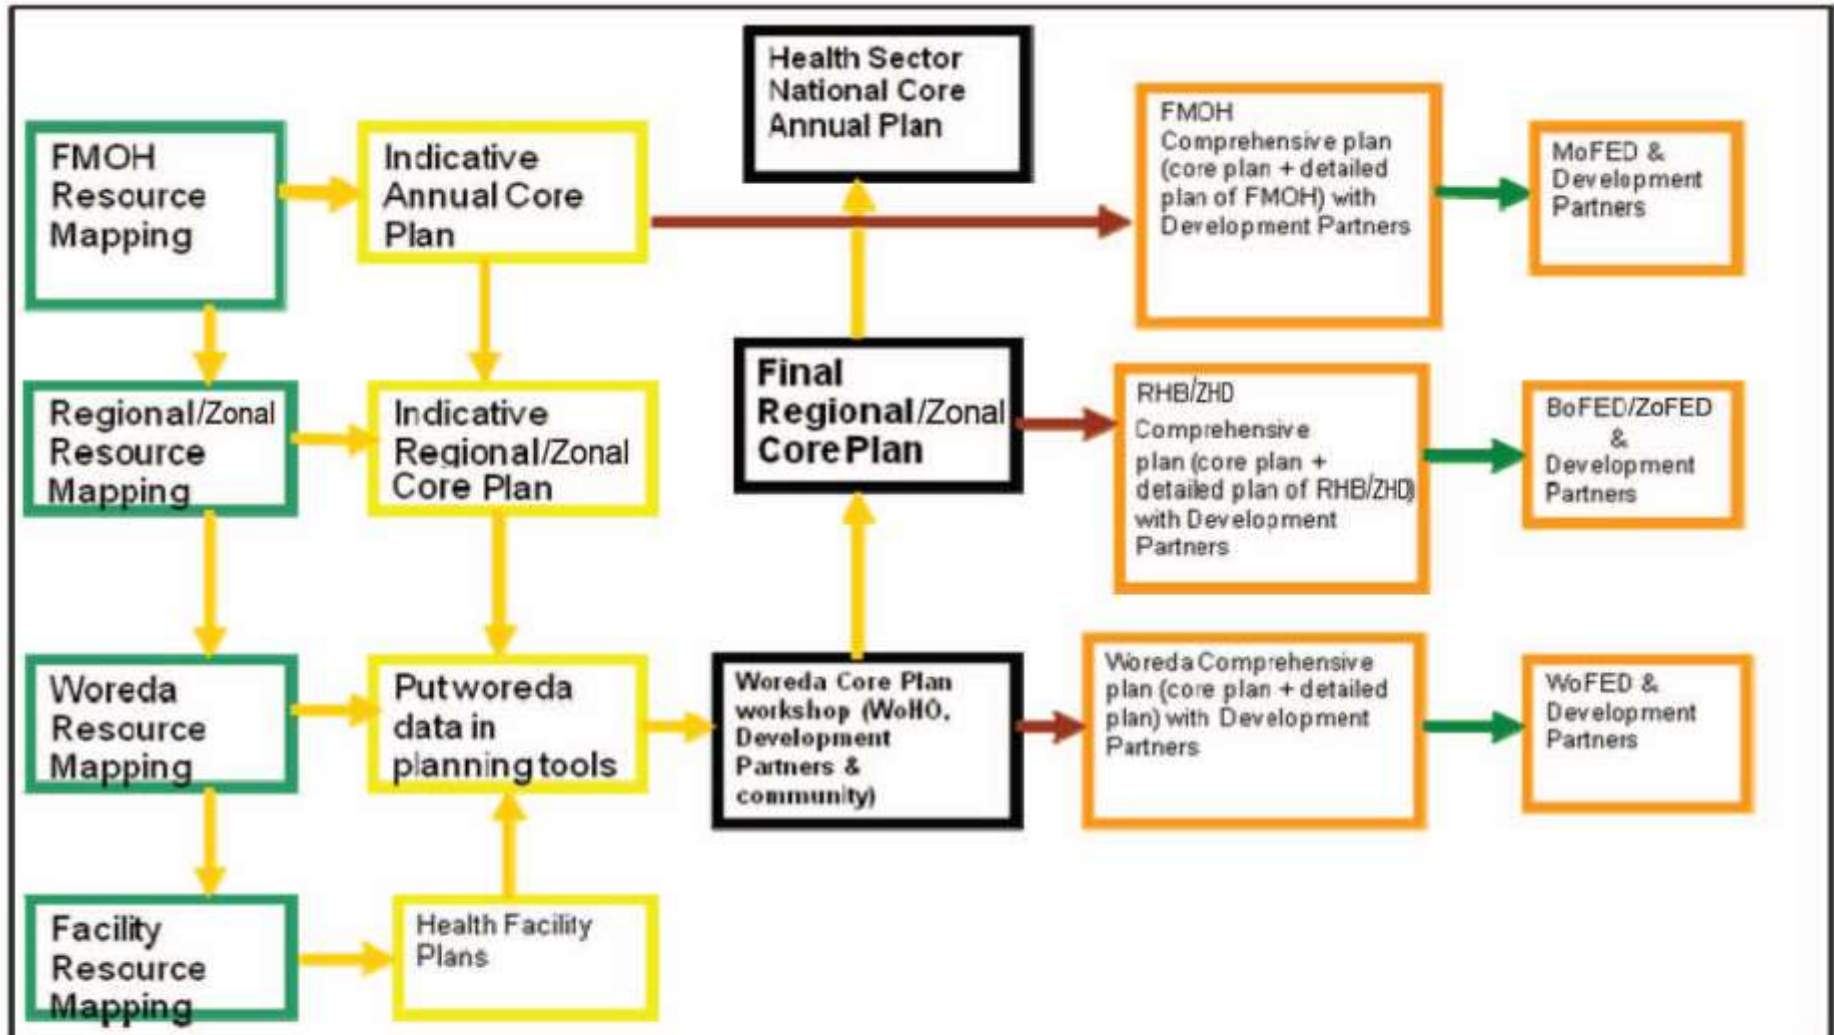 Health Sector
National Core
Annual Plan
FMOH
Resource
Mapping
Indicative
Annual Core
Plan
FMOH
Comprehensive plan
(core plan + detailed
plan of FMOH) with
Development Partners
MoFED &
Development
Partners
Regional/Zonal
Resource
Mapping
Indicative
Regional/Zonal
Core Plan
Final
Regional/Zonal
Core Plan
RHB/ZHD
Comprehensive
plan (core plan +
detailed plan of RHB/ZHD)
with Development
Partners
BoFED/ZoFED
&
Development
Partners
Woreda
Resource
Mapping
Put woreda
data in
planning tools
Woreda Core Plan
workshop (WoHO,
Development
Partners &
community)
Woreda Comprehensive
plan (core plan + detailed
plan) with Development
Partners
WoFED &
Development
Partners
Facility
Resource
Mapping
Health Facility
Plans